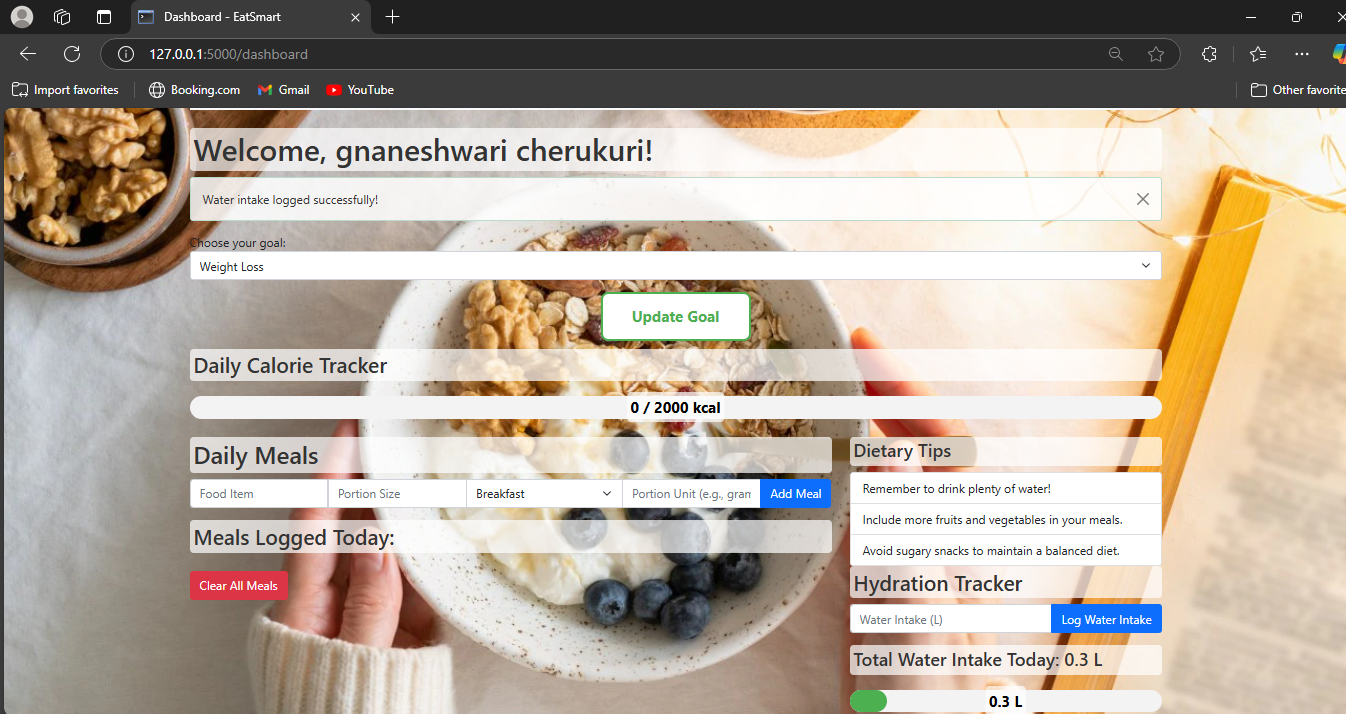 Dashboard - EatSmart
127.0.0.1:5000/dashboard
Import favorites
Booking.com
Gmail
YouTube
Other favorite
Welcome, gnaneshwari cherukuri!
Water intake logged successfully!
Choose your goal:
Weight Loss
Update Goal
Daily Calorie Tracker
0 / 2000 kcal
Daily Meals
Food Item
Portion Size
Breakfast
Portion Unit (e.g., gram
Add Meal
Meals Logged Today:
Clear All Meals
Dietary Tips
Remember to drink plenty of water!
Include more fruits and vegetables in your meals.
Avoid sugary snacks to maintain a balanced diet.
Hydration Tracker
Water Intake (L)
Log Water Intake
Total Water Intake Today: 0.3 L
0.3 L